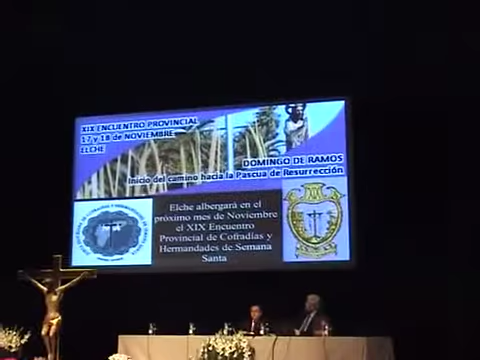 XIX ENCUENTRO PROVINCIAL
17 y 18 de NOVIEMBRE
ELCHE
DOMINGO DE RAMOS
Inicio del camino hacia la Pascua de Resurrección
Elche albergará en el
próximo mes de Noviembre
el XIX Encuentro
Provincial de Cofradías y
Hermandades de Semana
Santa